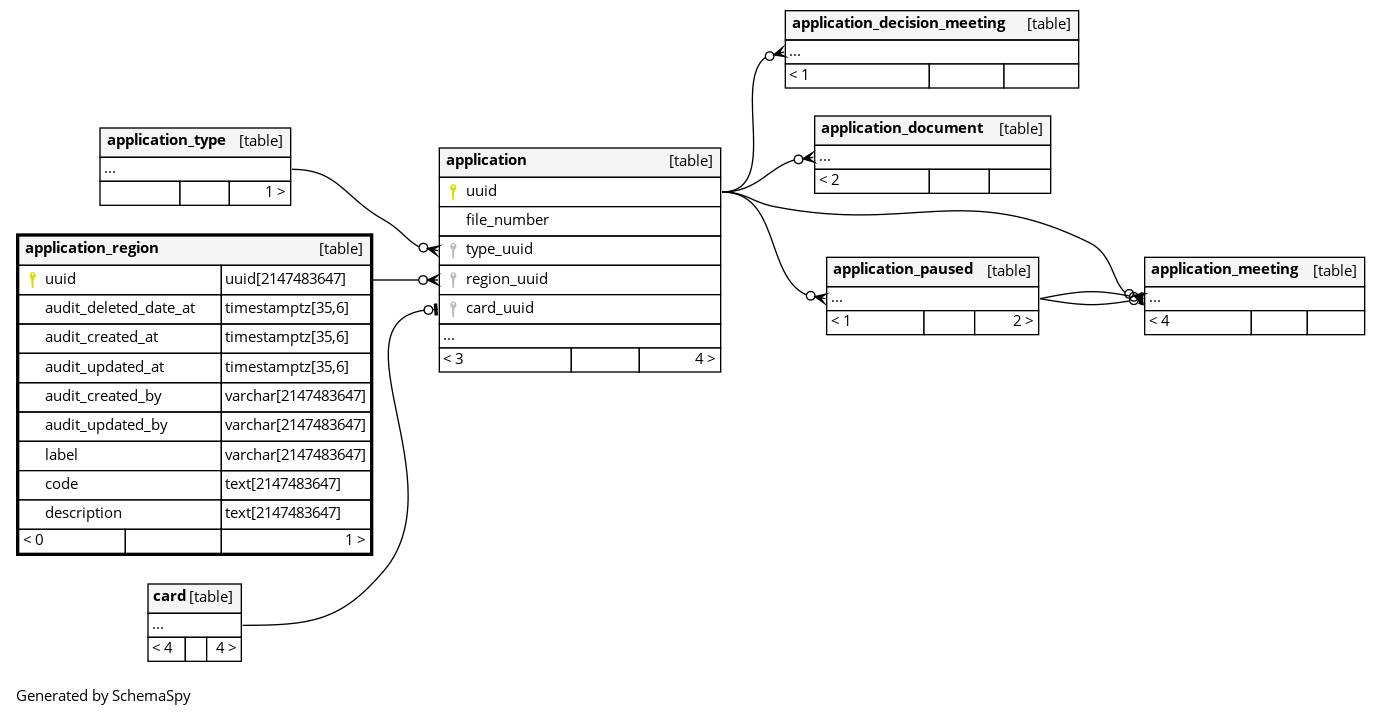 application_decision_meeting [table]
...
< 1
application_document [table]
...
< 2
application_type [table]
...
1 >
application [table]
uuid
file_number
type_uuid
region_uuid
card_uuid
...
< 3 4 >
application_region [table]
uuid uuid[2147483647]
audit_deleted_date_at timestamptz[35,6]
audit_created_at timestamptz[35,6]
audit_updated_at timestamptz[35,6]
audit_created_by varchar[2147483647]
audit_updated_by varchar[2147483647]
label varchar[2147483647]
code text[2147483647]
description text[2147483647]
< 0 1 >
application_paused [table]
...
< 1 2 >
application_meeting [table]
...
< 4
card [table]
...
< 4 4 >
Generated by SchemaSpy